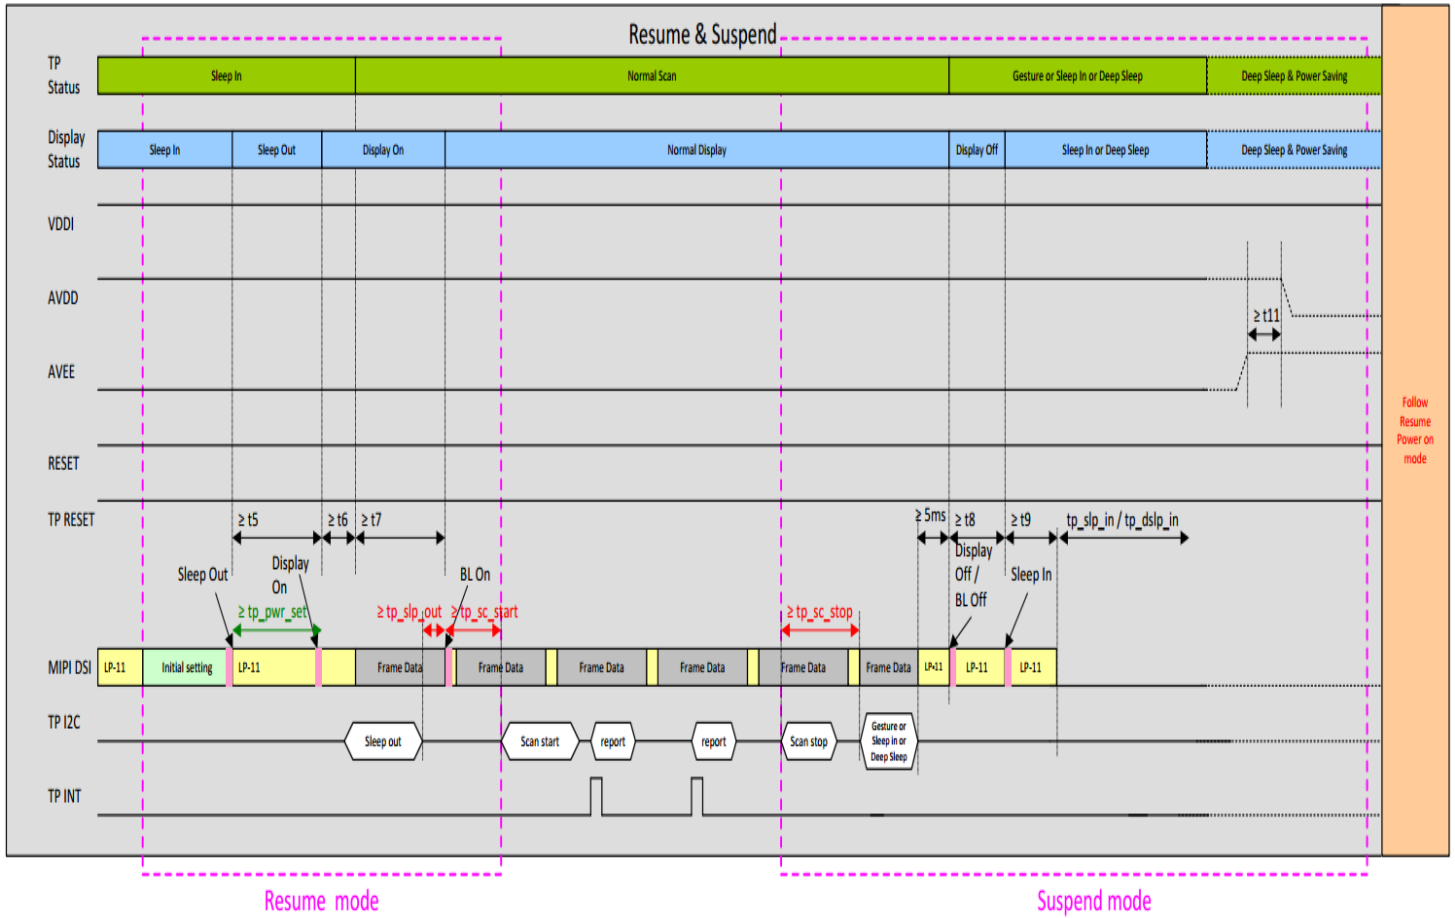 Resume & Suspend
TP
Status
Sleep In
Normal Scan
Gesture or Sleep In or Deep Sleep
Deep Sleep & Power Saving
Display
Status
Sleep In
Sleep Out
Display On
Normal Display
Display Off
Sleep In or Deep Sleep
Deep Sleep & Power Saving
VDDI
AVDD
≥ t11
AVEE
Follow
Resume
Power on
mode
RESET
TP RESET
≥ t5
≥ t6
≥ t7
≥ 5ms
≥ t8
≥ t9
tp_slp_in / tp_dslp_in
Sleep Out
Display
On
BL On
Display
Off /
BL Off
Sleep In
≥ tp_pwr_set
≥ tp_slp_out
≥ tp_sc_start
≥ tp_sc_stop
MIPI DSI
LP-11
Initial setting
LP-11
Frame Data
Frame Data
Frame Data
Frame Data
Frame Data
Frame Data
LP-11
LP-11
LP-11
TP I2C
Sleep out
Scan start
report
report
Scan stop
Gesture or
Sleep in or
Deep Sleep
TP INT
Resume mode
Suspend mode